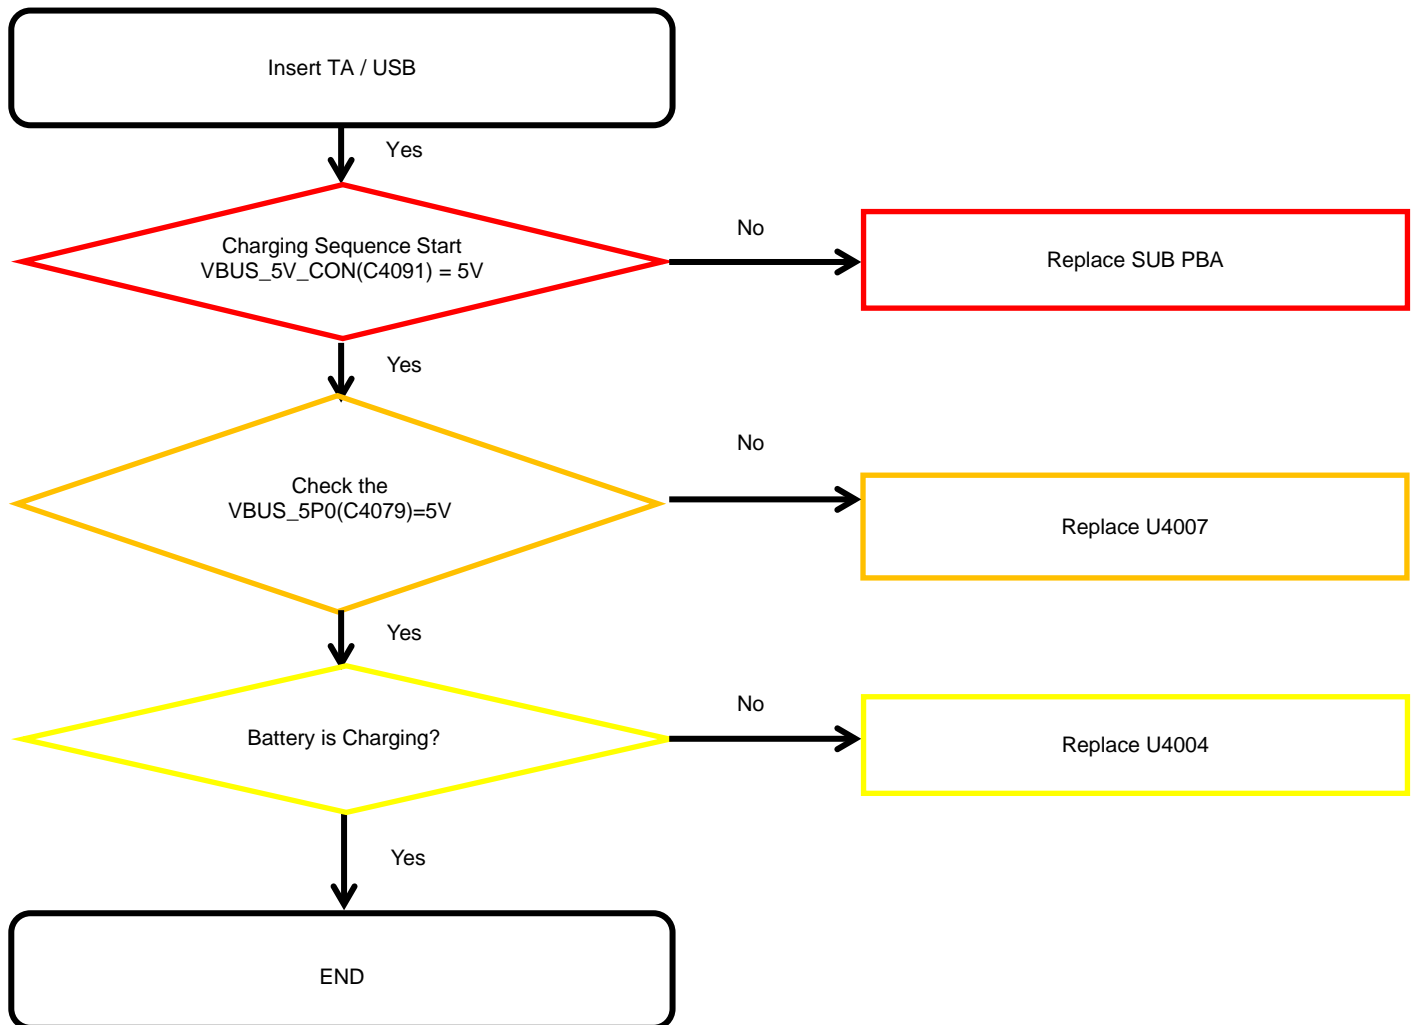 Insert TA / USB
Yes
Charging Sequence Start
VBUS_5V_CON(C4091) = 5V
No
Replace SUB PBA
Yes
Check the
VBUS_5P0(C4079)=5V
No
Replace U4007
Yes
Battery is Charging?
No
Replace U4004
Yes
END